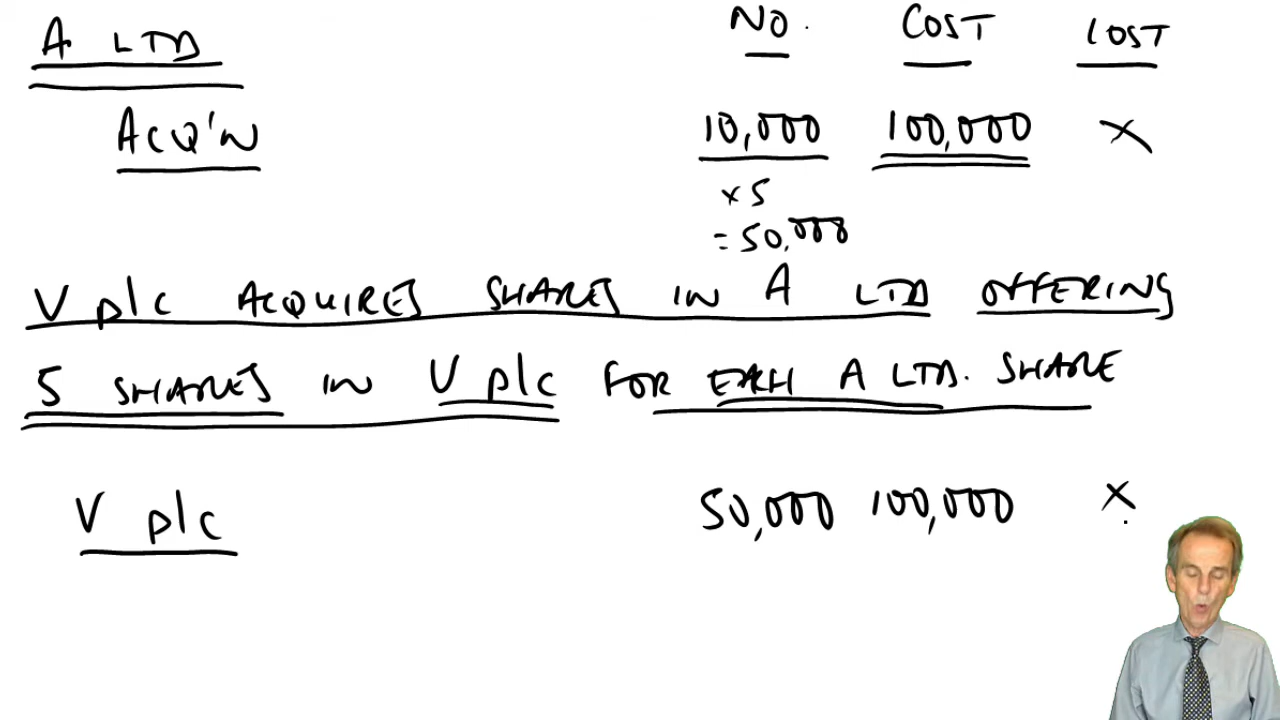 A LTD NO. COST COST
ACQ'N 10,000 100,000 X
x 5
= 50,000
V plc ACQUIRES SHARES IN A LTD OFFERING
5 SHARES IN V plc FOR EACH A LTD. SHARE
V plc 50,000 100,000 X